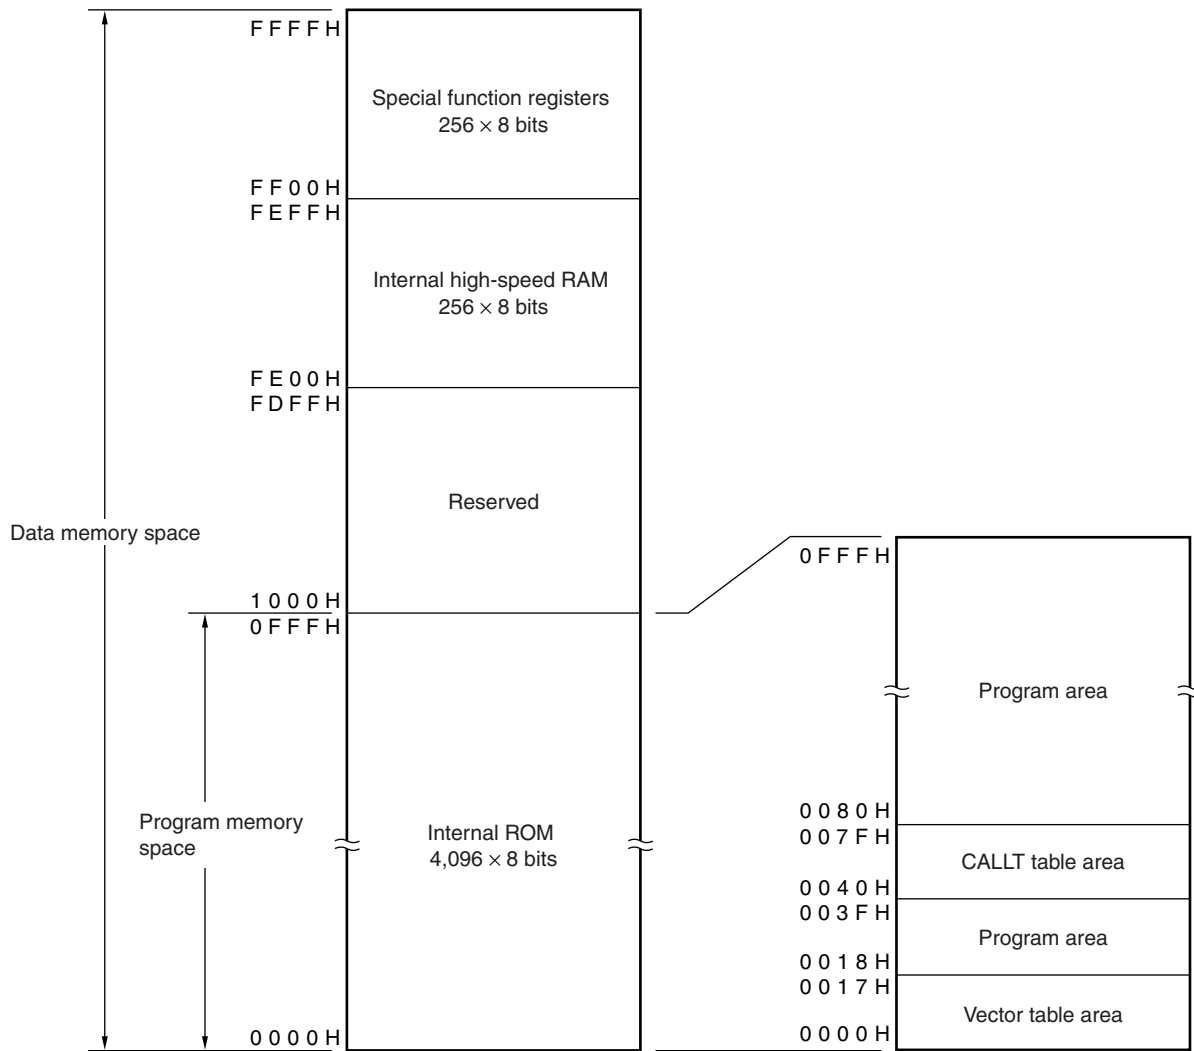 FFFFH
Special function registers
256 × 8 bits
FF00H
FEFFH
Internal high-speed RAM
256 × 8 bits
FE00H
FDFFH
Reserved
Data memory space
1000H
0FFFH
Program memory
space
Internal ROM
4,096 × 8 bits
0000H
0FFFH
Program area
0080H
007FH
CALLT table area
0040H
003FH
Program area
0018H
0017H
Vector table area
0000H